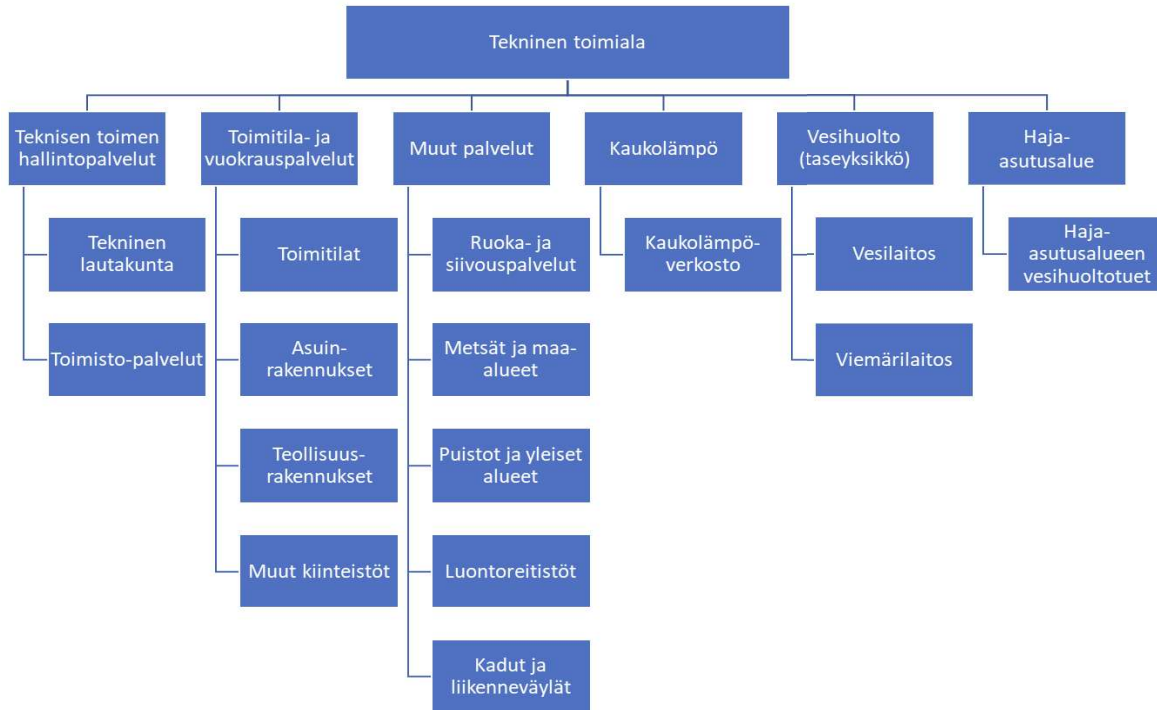 Tekninen toimiala
Teknisen toimen
hallintopalvelut
Toimitila- ja
vuokrauspalvelut
Muut palvelut
Kaukolämpö
Vesihuolto
(taseyksikkö)
Haja-
asutusalue
Tekninen
lautakunta
Toimisto-palvelut
Toimitilat
Asuin-
rakennukset
Teollisuus-
rakennukset
Muut kiinteistöt
Ruoka- ja
siivouspalvelut
Metsät ja maa-
alueet
Puistot ja yleiset
alueet
Luontoreitistöt
Kadut ja
liikenneväylät
Kaukolämpö-
verkosto
Vesilaitos
Viemärilaitos
Haja-
asutusalueen
vesihuoltotuet